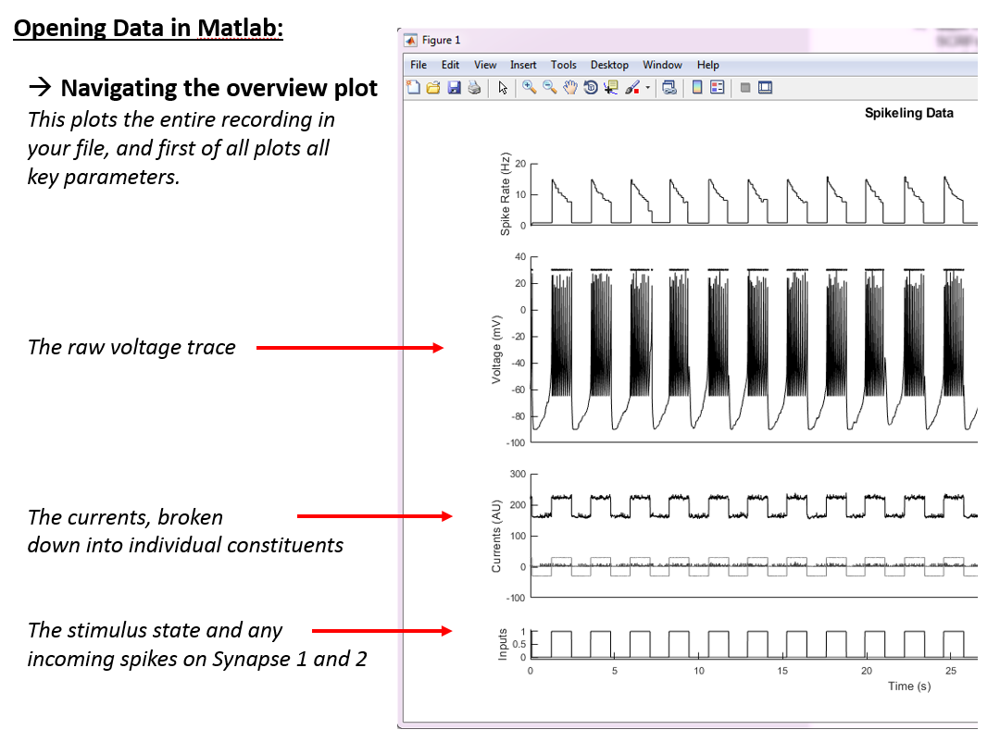 Opening Data in Matlab:
→ Navigating the overview plot
This plots the entire recording in
your file, and first of all plots all
key parameters.
The raw voltage trace
The currents, broken
down into individual constituents
The stimulus state and any
incoming spikes on Synapse 1 and 2
Figure 1
File Edit View Insert Tools Desktop Window Help
Spikeling Data
Spike Rate (Hz)
20
10
0
Voltage (mV)
40
20
0
-20
-40
-60
-80
-100
Currents (AU)
300
200
100
0
-100
Inputs
1
0.5
0
0 5 10 15 20 25
Time (s)